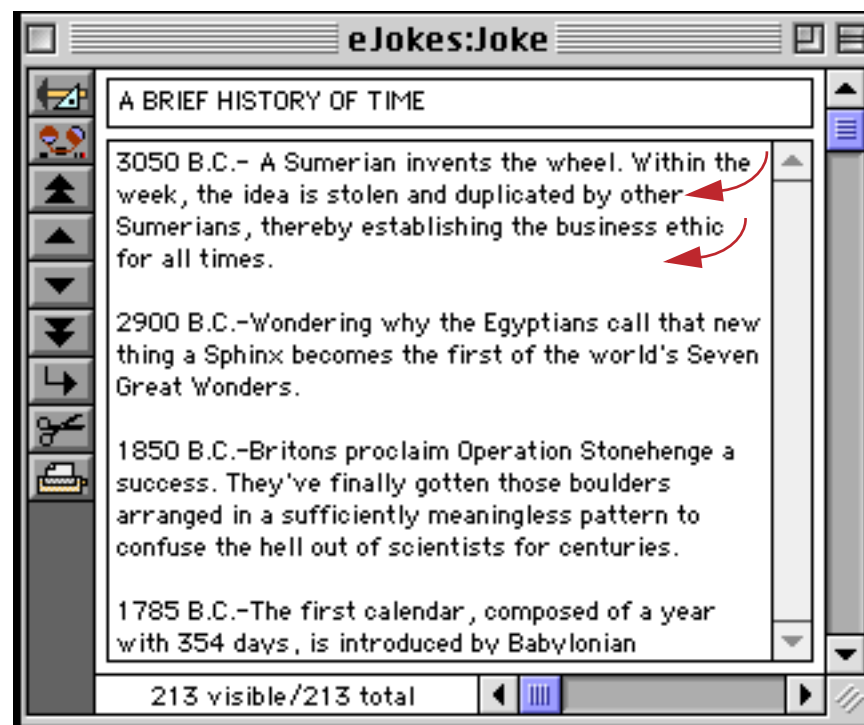 eJokes:Joke
A BRIEF HISTORY OF TIME
3050 B.C.- A Sumerian invents the wheel. Within the
week, the idea is stolen and duplicated by other
Sumerians, thereby establishing the business ethic
for all times.
2900 B.C.-Wondering why the Egyptians call that new
thing a Sphinx becomes the first of the world's Seven
Great Wonders.
1850 B.C.-Britons proclaim Operation Stonehenge a
success. They've finally gotten those boulders
arranged in a sufficiently meaningless pattern to
confuse the hell out of scientists for centuries.
1785 B.C.-The first calendar, composed of a year
with 354 days, is introduced by Babylonian
213 visible/213 total